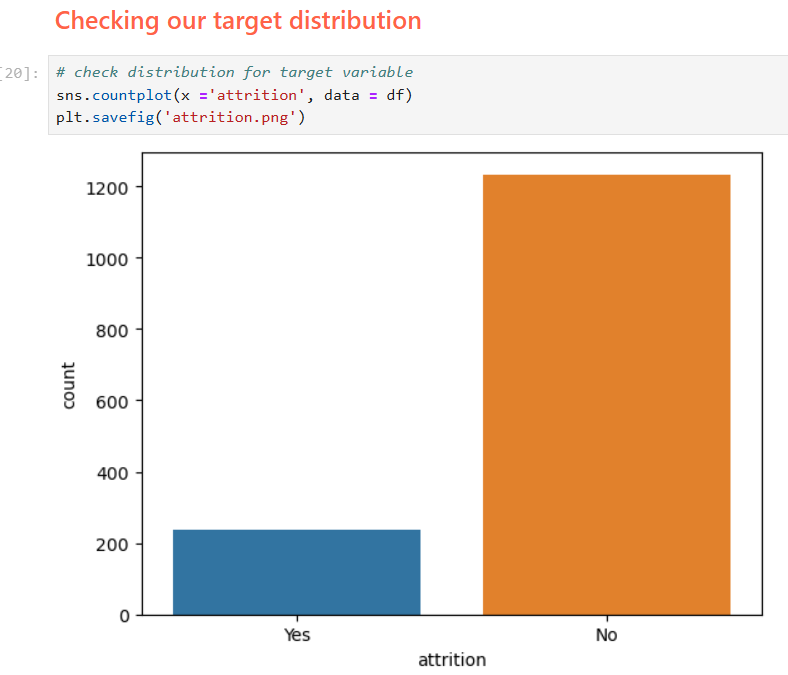 Checking our target distribution
[20]:
# check distribution for target variable
sns.countplot(x ='attrition', data = df)
plt.savefig('attrition.png')
1200
1000
800
600
400
200
0
count
Yes
No
attrition